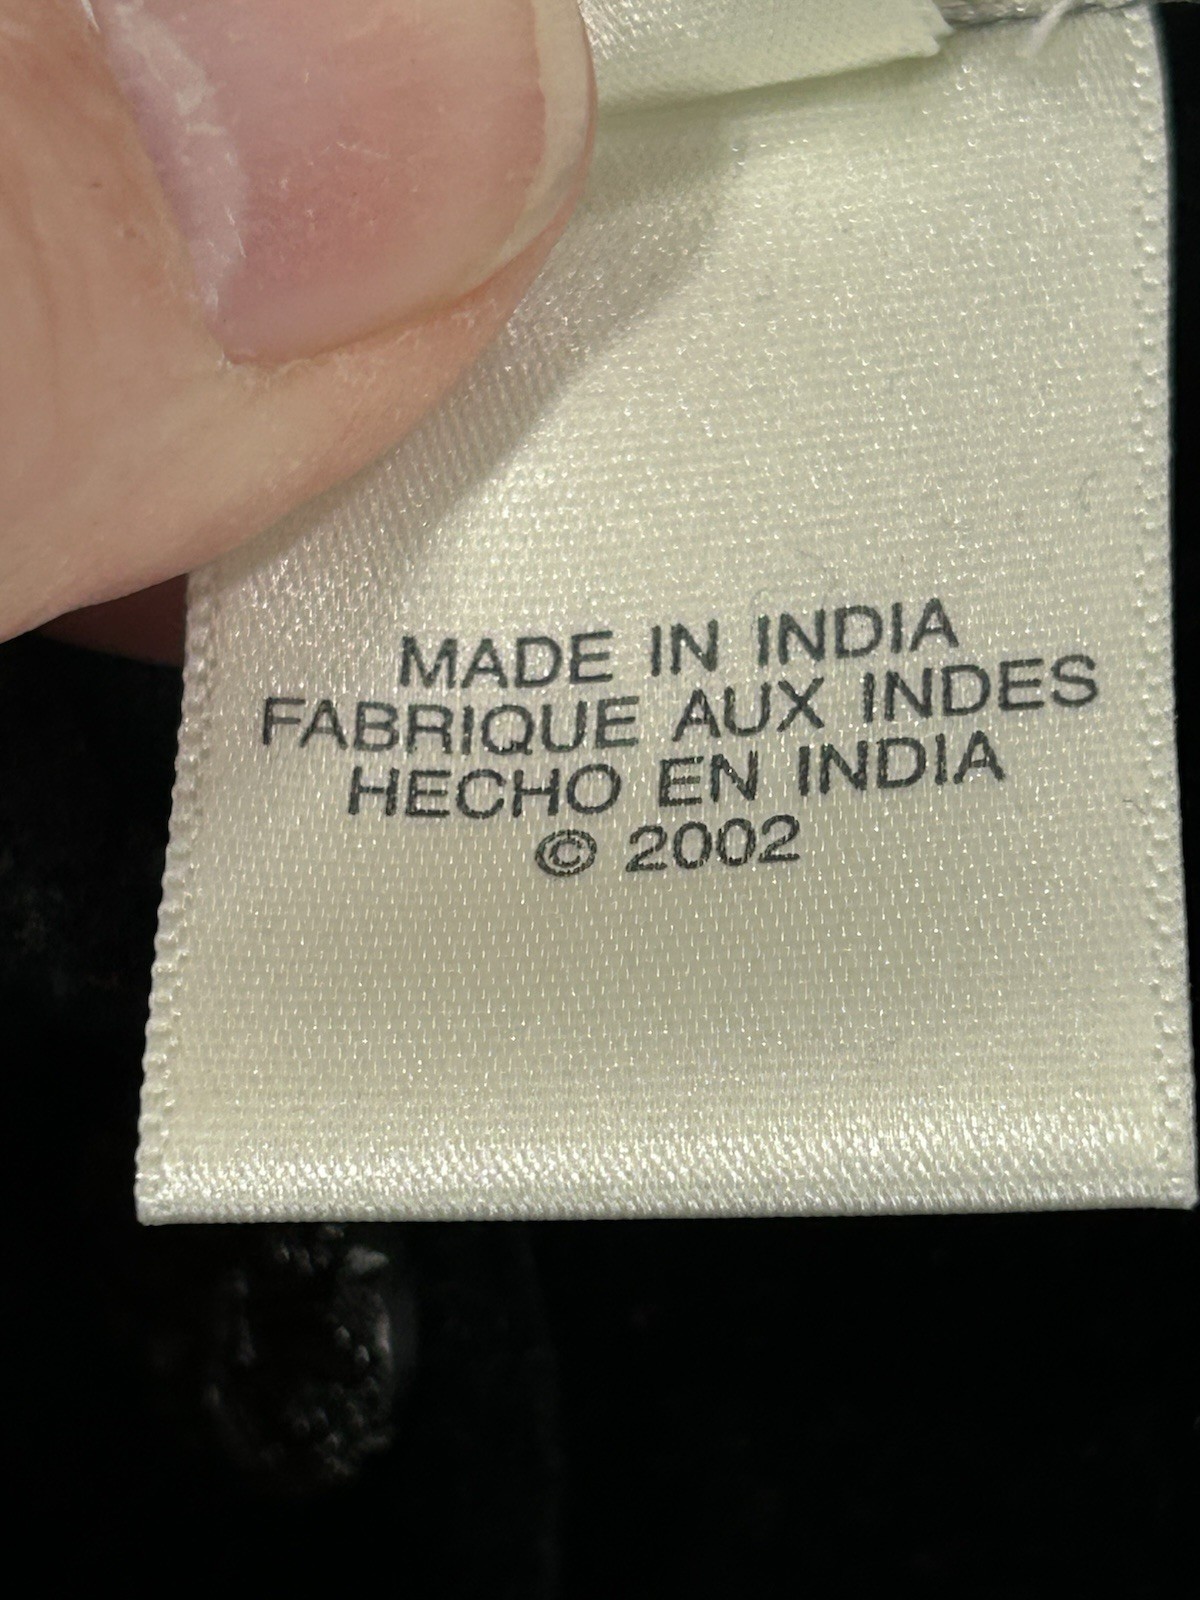 MADE IN INDIA
FABRIQUE AUX INDES
HECHO EN INDIA
© 2002